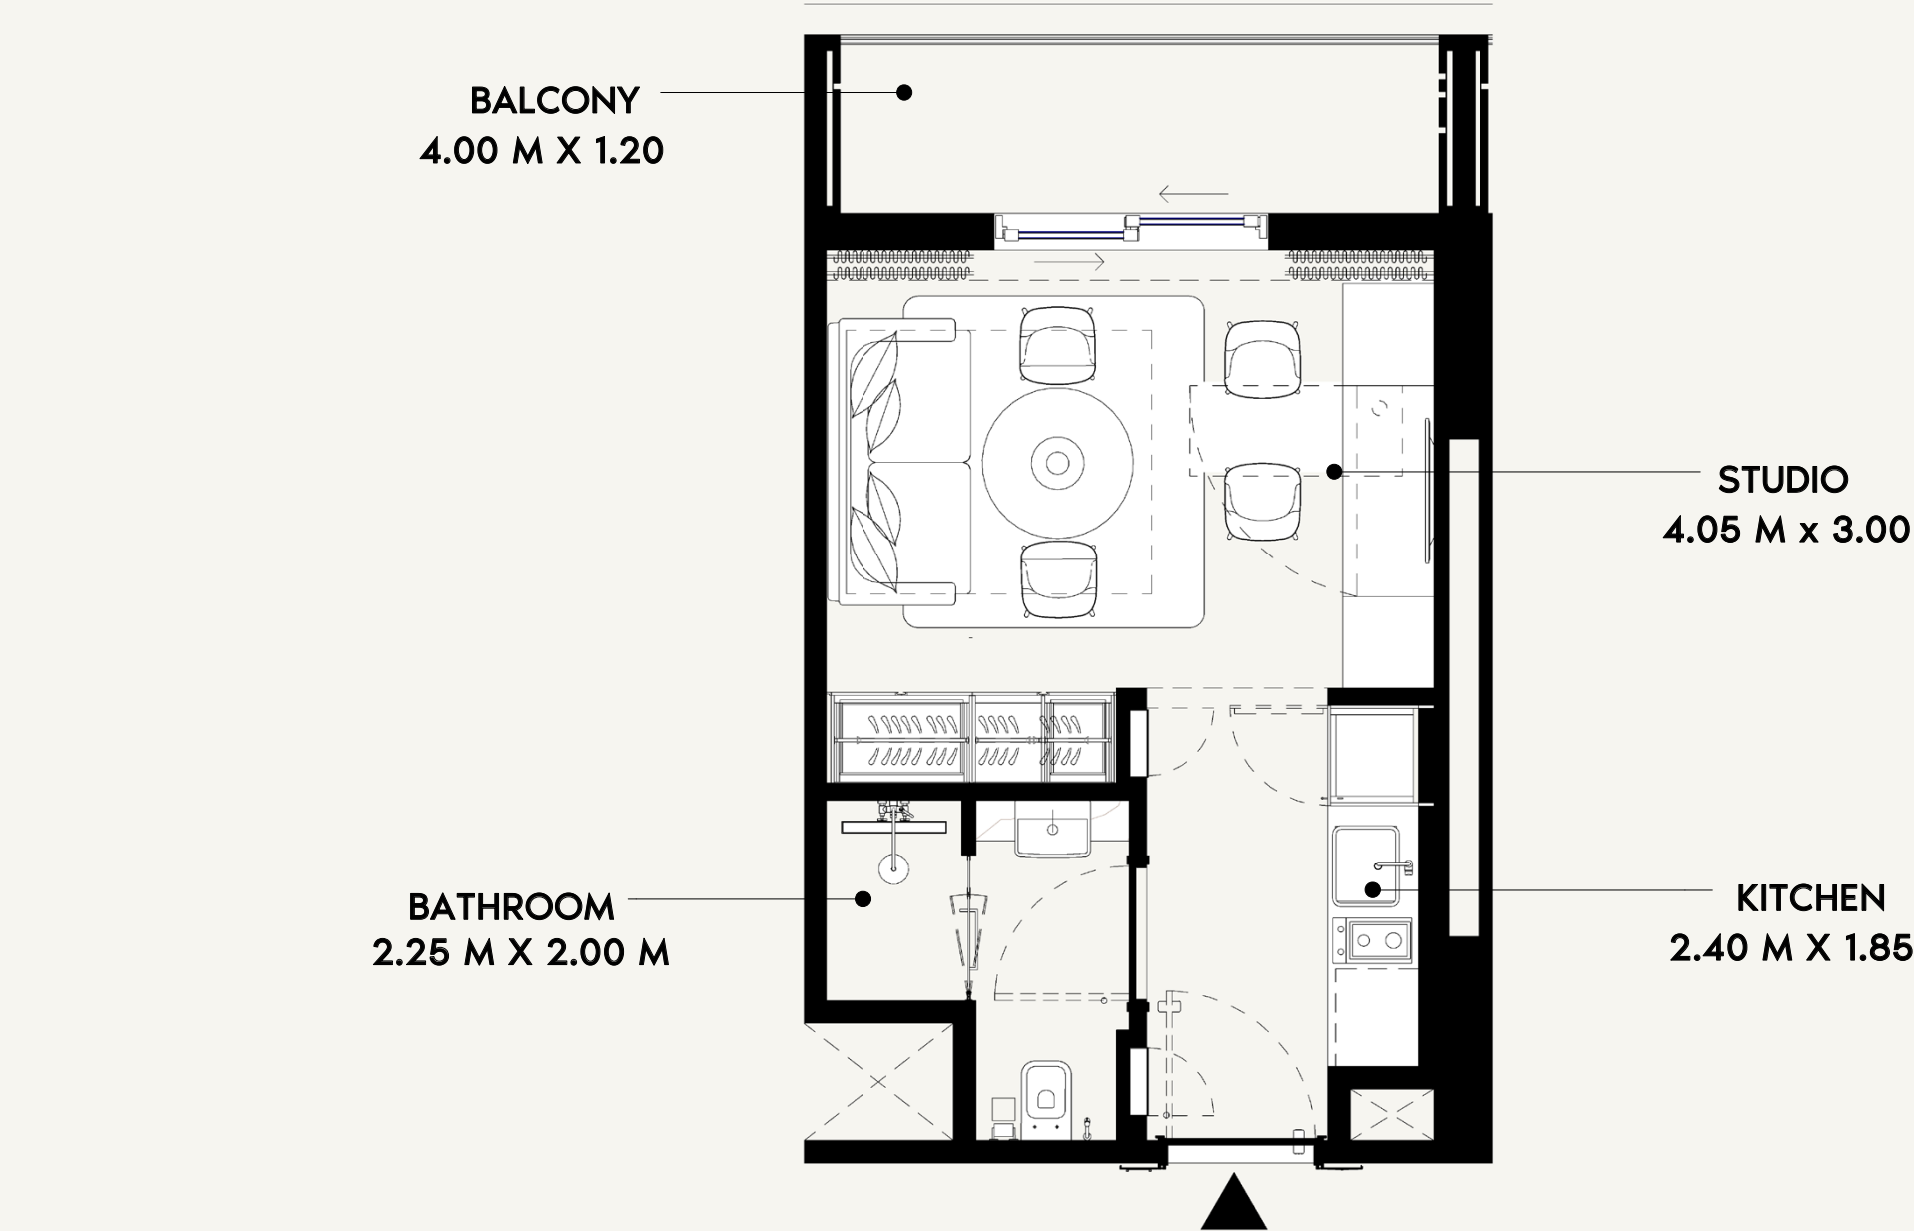 BALCONY
4.00 M X 1.20
STUDIO
4.05 M x 3.00
BATHROOM
2.25 M X 2.00 M
KITCHEN
2.40 M X 1.85